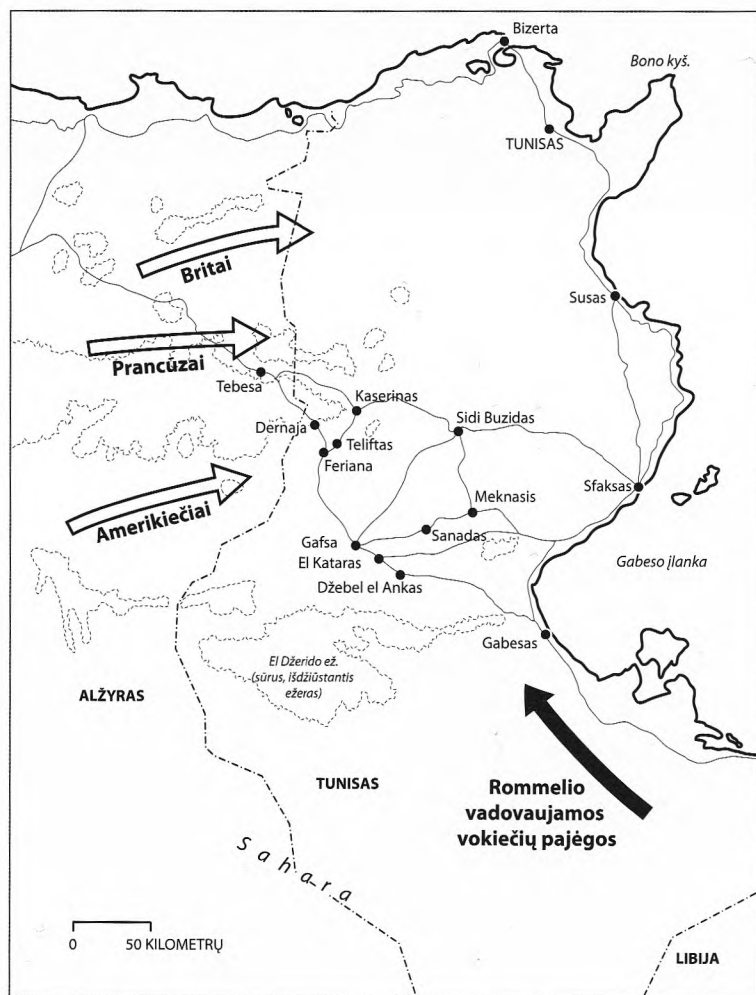 Bizerta
Bono kyš.
TUNISAS
Britai
Susas
Prancūzai
Tebesa
Kaserinas
Dernaja
Sidi Buzidas
Teliftas
Feriana
Meknasis
Sfaksas
Amerikiečiai
Sanadas
Gafsa
El Kataras
Gabeso įlanka
Džebel el Ankas
Gabesas
El Džerido ež.
(sūrus, išdžiūstantis
ežeras)
ALŽYRAS
TUNISAS
Rommelio
vadovaujamos
vokiečių pajėgos
Sahara
0 50 KILOMETRŲ
LIBIJA